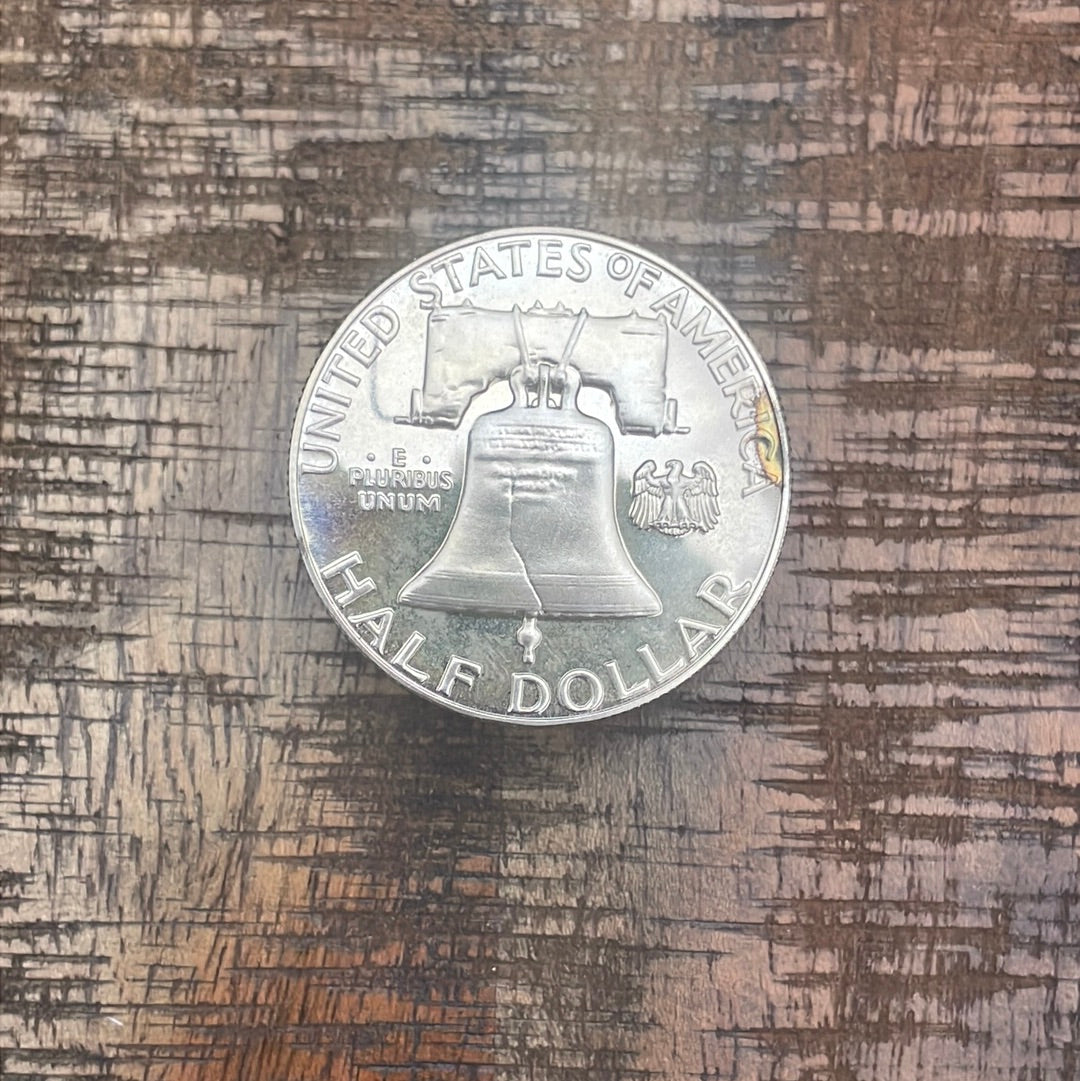 UNITED STATES OF AMERICA
· E ·
PLURIBUS
UNUM
HALF DOLLAR